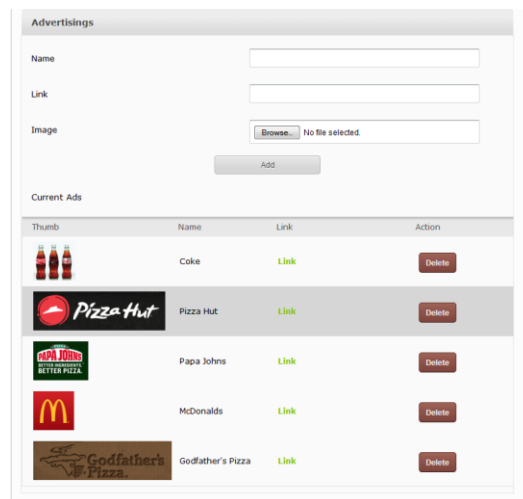 Advertisings
Name
Link
Image
Browse.. No file selected.
Add
Current Ads
Thumb Name Link Action
Coke Link Delete
Pizza Hut Pizza Hut Link Delete
PAPA JOHNS
BETTER INGREDIENTS.
BETTER PIZZA.
Papa Johns Link Delete
McDonalds Link Delete
Godfather's
Pizza.
Godfather's Pizza Link Delete